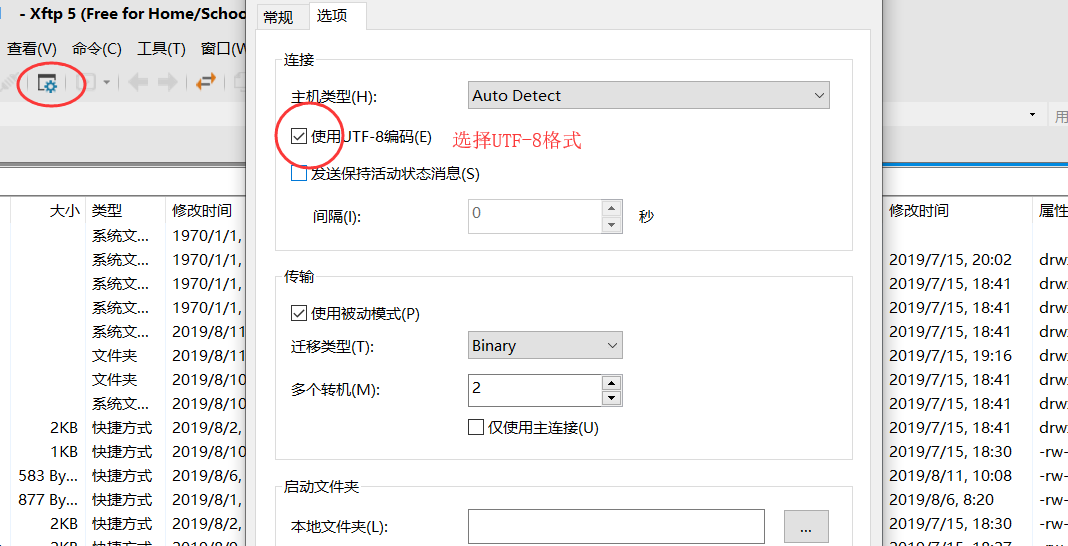 - Xftp 5 (Free for Home/Schoo
常规 选项
查看(V) 命令(C) 工具(T) 窗口(W
连接
主机类型(H): Auto Detect
使用UTF-8编码(E) 选择UTF-8格式
发送保持活动状态消息(S)
间隔(I): 0 秒
传输
使用被动模式(P)
迁移类型(T): Binary
多个转机(M): 2
仅使用主连接(U)
启动文件夹
本地文件夹(L): ...
用
大小 类型 修改时间
系统文... 1970/1/1,
系统文... 1970/1/1,
系统文... 1970/1/1,
系统文... 1970/1/1,
系统文... 2019/8/11
文件夹 2019/8/11
文件夹 2019/8/10
系统文... 2019/8/10
2KB 快捷方式 2019/8/2,
1KB 快捷方式 2019/8/10
583 By... 快捷方式 2019/8/6,
877 By... 快捷方式 2019/8/1,
2KB 快捷方式 2019/8/2,
修改时间 属性
2019/7/15, 20:02 drw
2019/7/15, 18:41 drw
2019/7/15, 18:41 drw
2019/7/15, 18:41 drw
2019/7/15, 19:16 drw
2019/7/15, 18:41 drw
2019/7/15, 18:41 drw
2019/7/15, 18:30 -rw-
2019/8/11, 10:08 -rw-
2019/8/6, 8:20 -rw-
2019/7/15, 18:30 -rw-